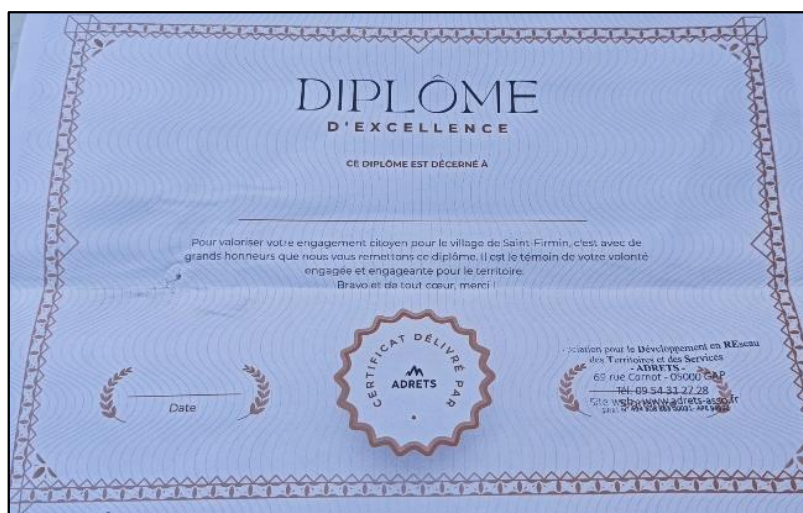 DIPLÔME
D'EXCELLENCE
CE DIPLÔME EST DÉCERNÉ À
Pour valoriser votre engagement citoyen pour le village de Saint-Firmin, c'est avec de
grands honneurs que nous vous remettons ce diplôme. Il est le témoin de votre volonté
engagée et engageante pour le territoire.
Bravo et de tout cœur, merci !
CERTIFICAT DÉLIVRÉ PAR
ADRETS
Date
pour le Développement en REseau
des Territoires et des Services
- ADRETS -
69 rue Carnot - 05000 GAP
Tél. 09 54 31 27 28
Site web : www.adrets-asso.fr